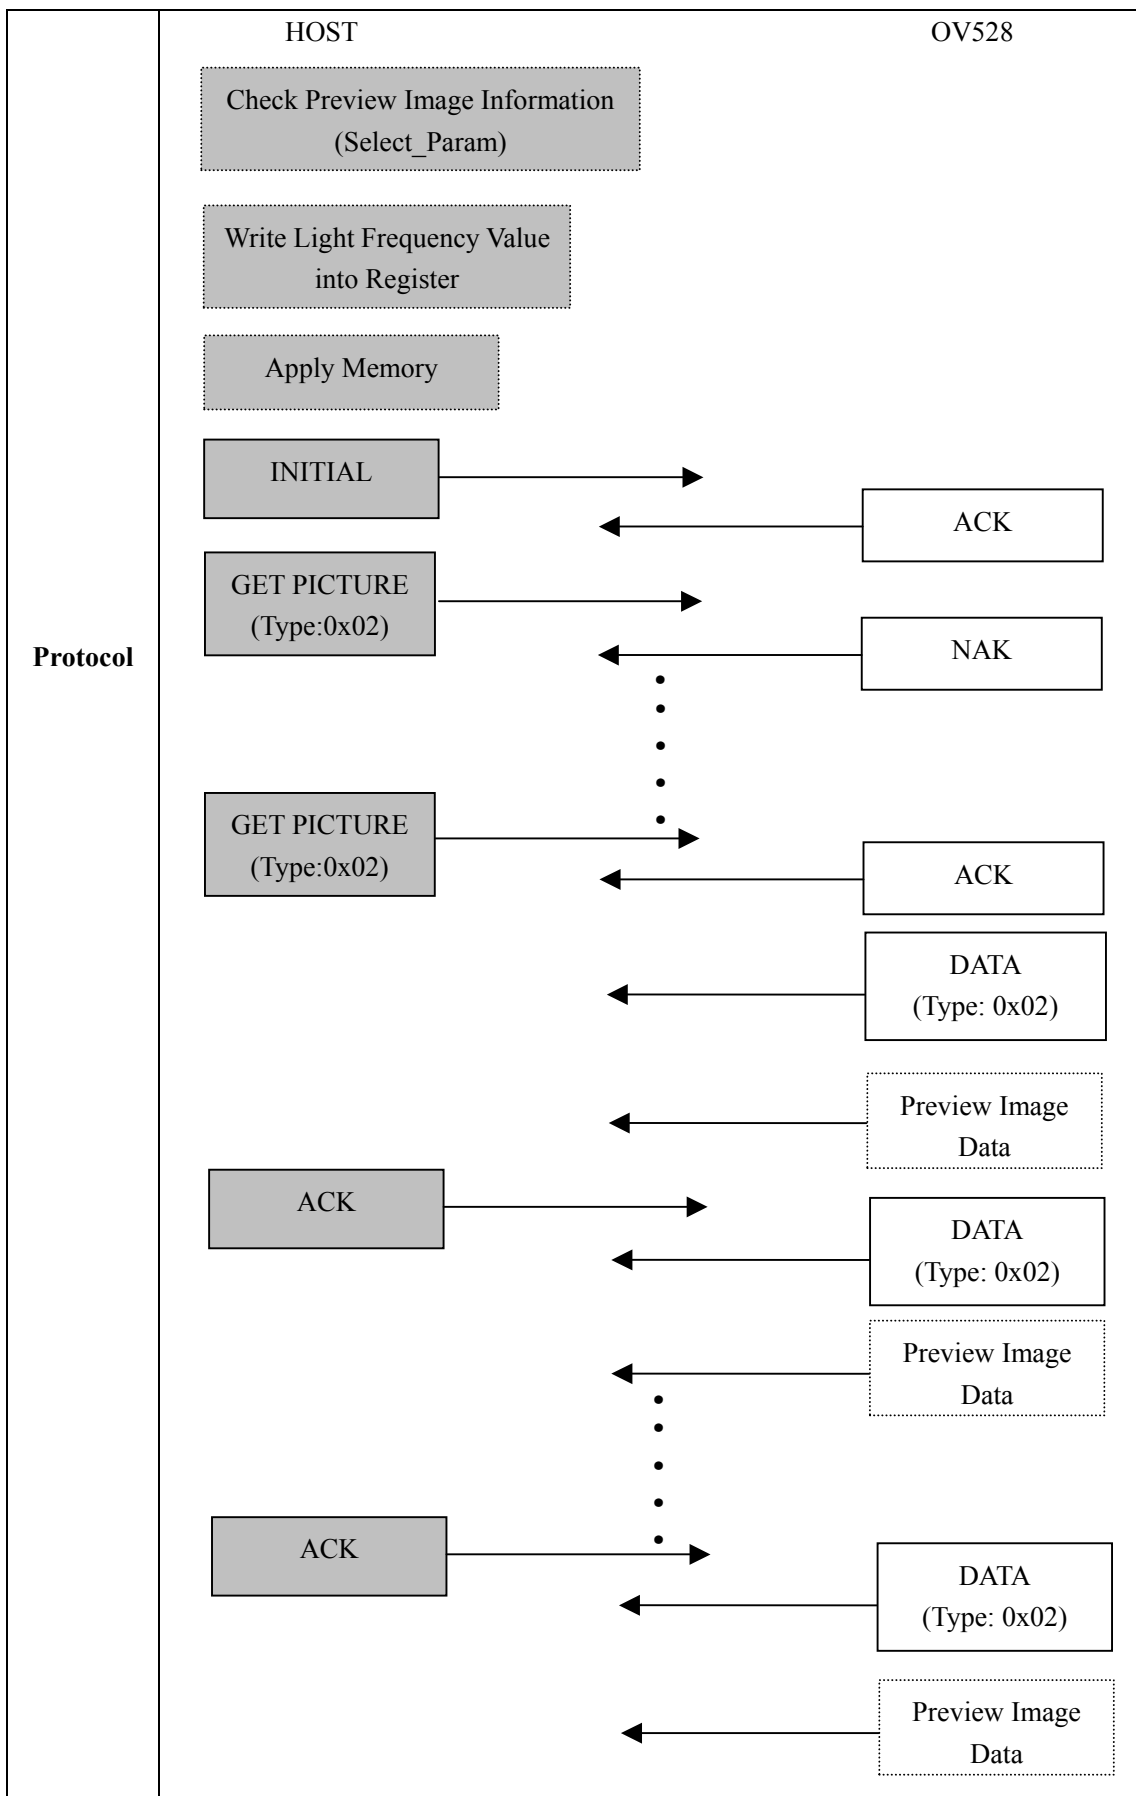 HOST
OV528
Check Preview Image Information
(Select_Param)
Write Light Frequency Value
into Register
Apply Memory
INITIAL
ACK
GET PICTURE
(Type:0x02)
NAK
Protocol
GET PICTURE
(Type:0x02)
ACK
DATA
(Type: 0x02)
Preview Image
Data
ACK
DATA
(Type: 0x02)
Preview Image
Data
ACK
DATA
(Type: 0x02)
Preview Image
Data